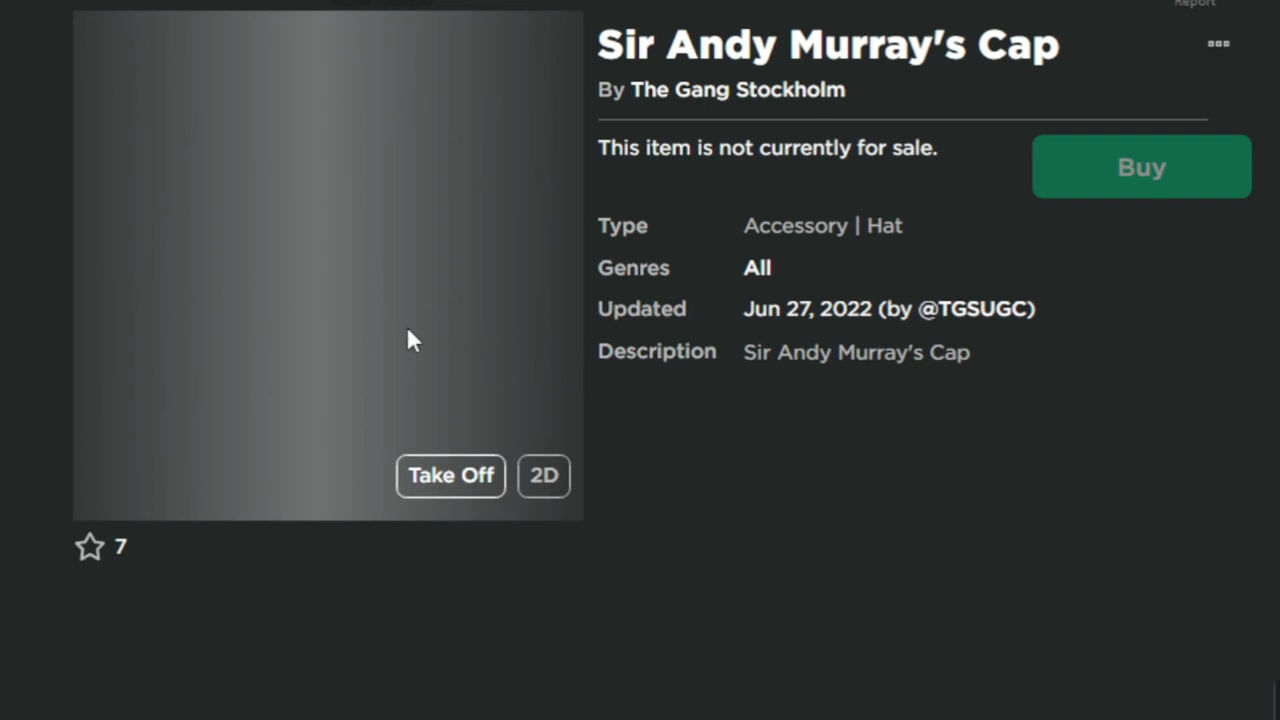 Report
Sir Andy Murray's Cap
By The Gang Stockholm
This item is not currently for sale.
Buy
Type Accessory | Hat
Genres All
Updated Jun 27, 2022 (by @TGSUGC)
Description Sir Andy Murray's Cap
Take Off 2D
7